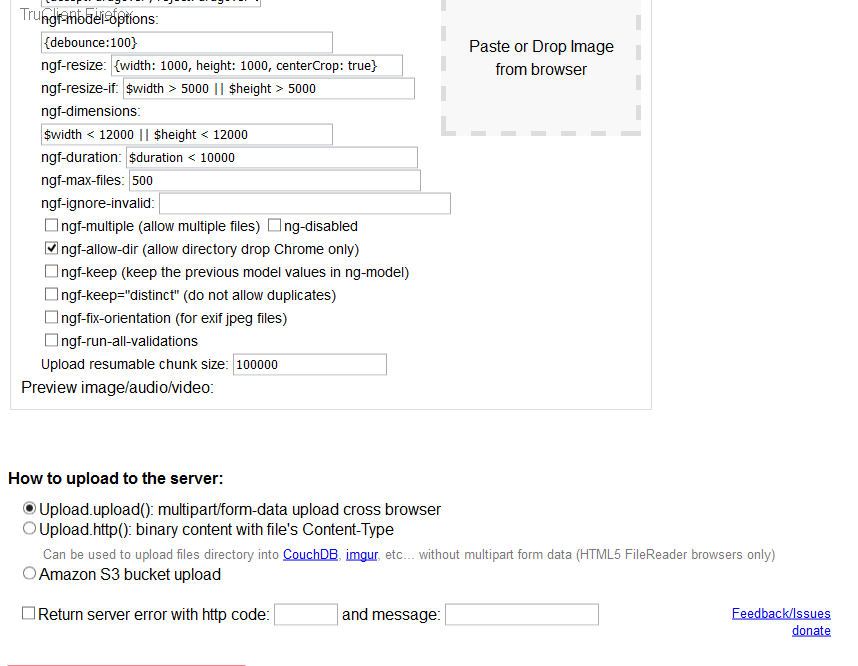 TruClient Firefox
ngf-model-options:
{debounce:100}
ngf-resize: {width: 1000, height: 1000, centerCrop: true}
ngf-resize-if: $width > 5000 || $height > 5000
ngf-dimensions:
$width < 12000 || $height < 12000
ngf-duration: $duration < 10000
ngf-max-files: 500
ngf-ignore-invalid:
ngf-multiple (allow multiple files) ng-disabled
ngf-allow-dir (allow directory drop Chrome only)
ngf-keep (keep the previous model values in ng-model)
ngf-keep="distinct" (do not allow duplicates)
ngf-fix-orientation (for exif jpeg files)
ngf-run-all-validations
Upload resumable chunk size: 100000
Preview image/audio/video:
Paste or Drop Image
from browser
How to upload to the server:
Upload.upload(): multipart/form-data upload cross browser
Upload.http(): binary content with file's Content-Type
Can be used to upload files directory into CouchDB, imgur, etc... without multipart form data (HTML5 FileReader browsers only)
Amazon S3 bucket upload
Return server error with http code: and message:
Feedback/Issues
donate